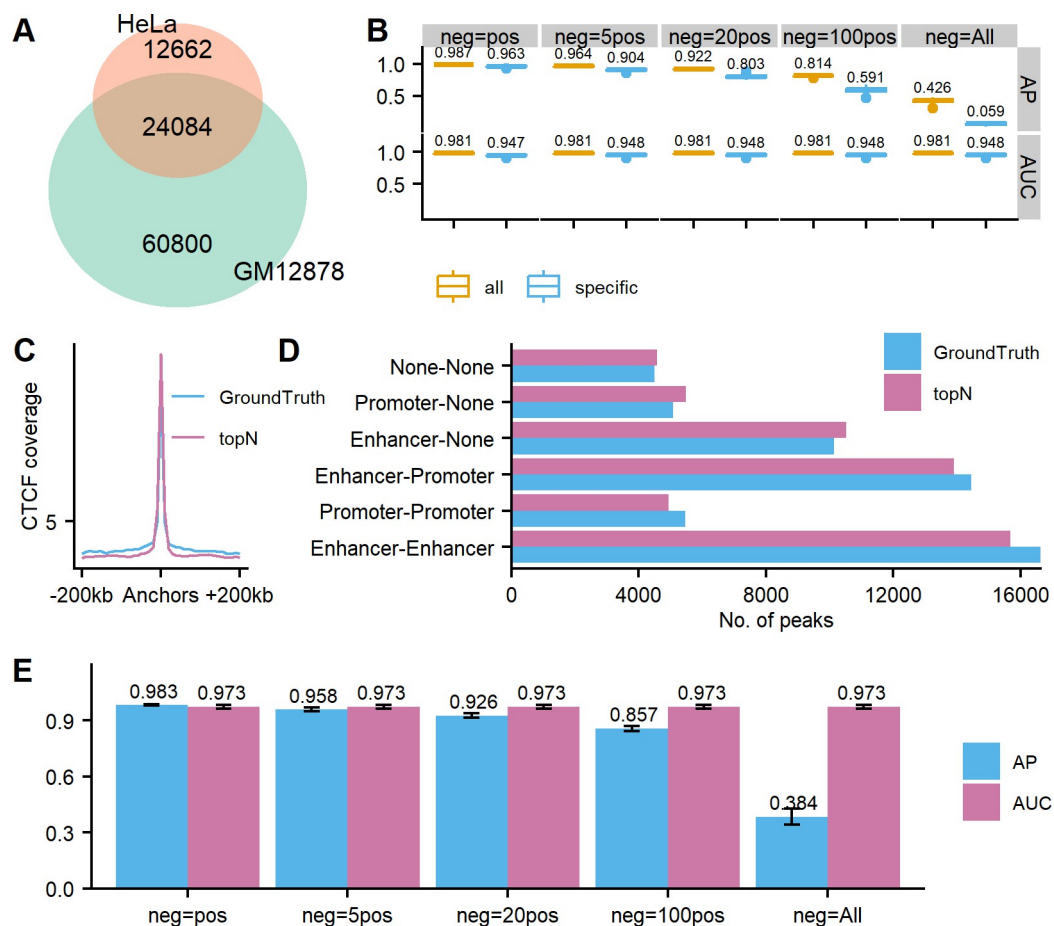 A
HeLa
12662
24084
60800
GM12878
B
neg=pos neg=5pos neg=20pos neg=100pos neg=All
0.987 0.963 0.964 0.904 0.922 0.803 0.814 0.591 0.426 0.059
1.0
0.5
AP
0.981 0.947 0.981 0.948 0.981 0.948 0.981 0.948 0.981 0.948
1.0
0.5
AUC
all specific
C
CTCF coverage
5
GroundTruth
topN
-200kb Anchors +200kb
D
GroundTruth
topN
None-None
Promoter-None
Enhancer-None
Enhancer-Promoter
Promoter-Promoter
Enhancer-Enhancer
0 4000 8000 12000 16000
No. of peaks
E
0.983 0.973 0.958 0.973 0.926 0.973 0.857 0.973 0.384 0.973
0.9
0.6
0.3
0.0
neg=pos neg=5pos neg=20pos neg=100pos neg=All
AP
AUC